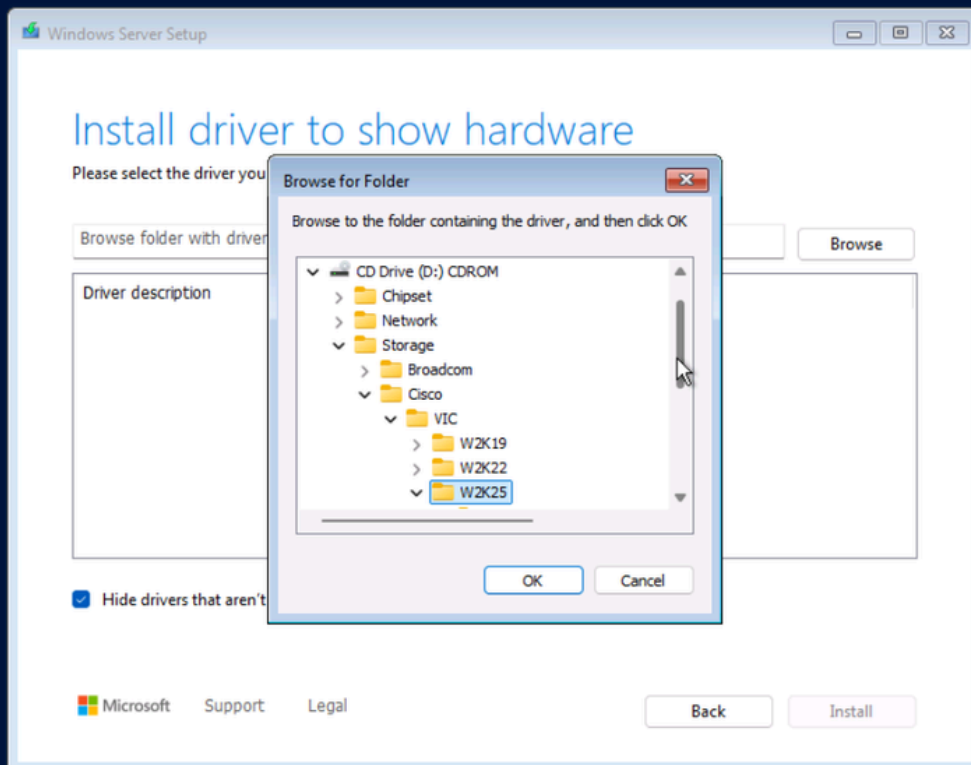 Windows Server Setup
Install driver to show hardware
Please select the driver you
Browse for Folder
Browse to the folder containing the driver, and then click OK
Browse folder with driver
Browse
Driver description
CD Drive (D:) CDROM
Chipset
Network
Storage
Broadcom
Cisco
VIC
W2K19
W2K22
W2K25
OK Cancel
Hide drivers that aren't
Microsoft Support Legal
Back Install